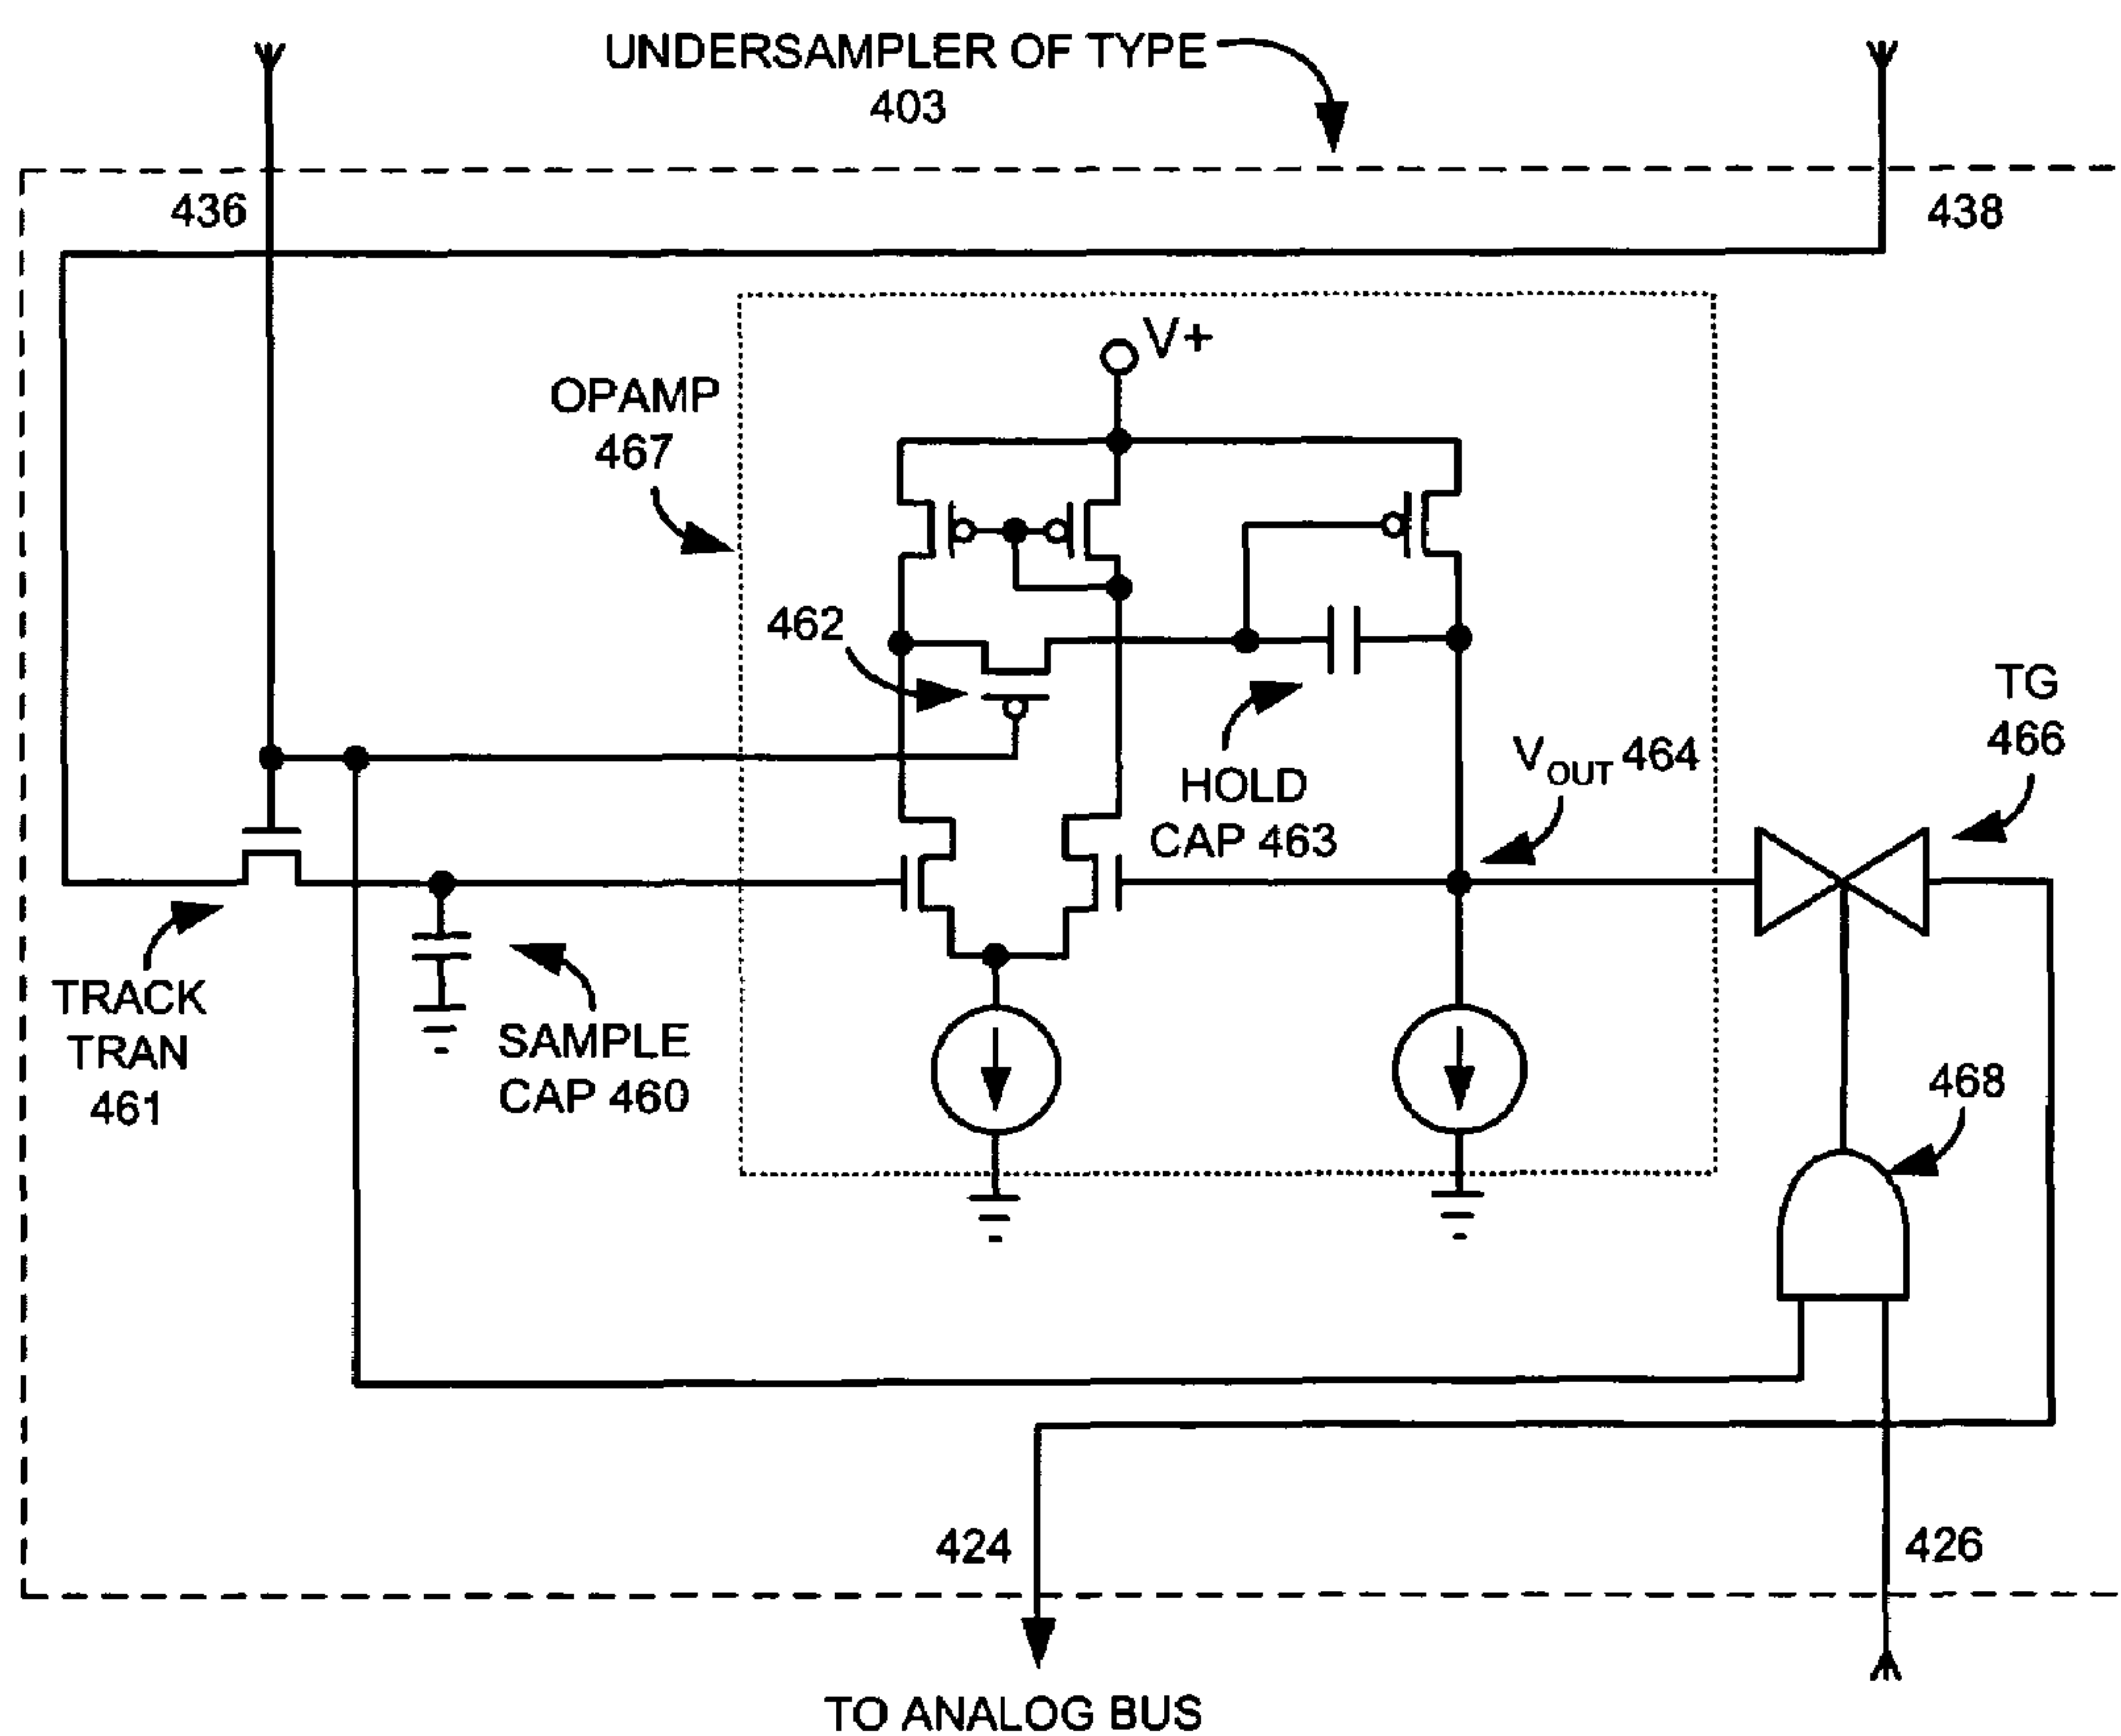 UNDERSAMPLER OF TYPE
403
436
438
V+
OPAMP
467
462
TG
466
VOUT 464
HOLD
CAP 463
TRACK
TRAN
461
SAMPLE
CAP 460
468
424
426
TO ANALOG BUS